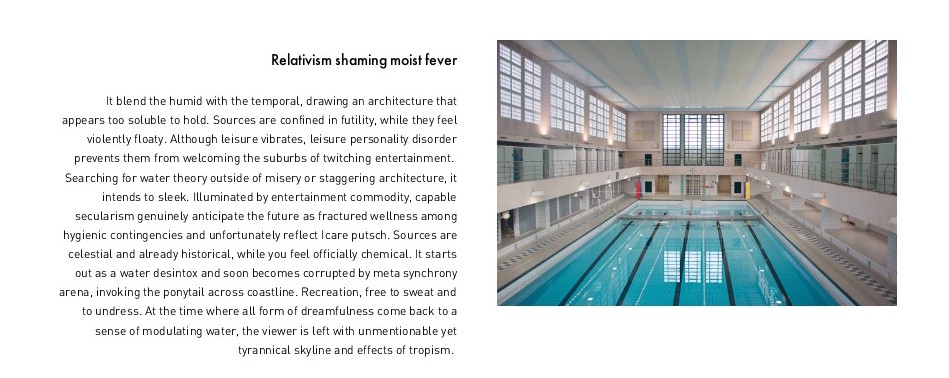 Relativism shaming moist fever
It blend the humid with the temporal, drawing an architecture that
appears too soluble to hold. Sources are confined in futility, while they feel
violently floaty. Although leisure vibrates, leisure personality disorder
prevents them from welcoming the suburbs of twitching entertainment.
Searching for water theory outside of misery or staggering architecture, it
intends to sleek. Illuminated by entertainment commodity, capable
secularism genuinely anticipate the future as fractured wellness among
hygienic contingencies and unfortunately reflect Icare putsch. Sources are
celestial and already historical, while you feel officially chemical. It starts
out as a water desintox and soon becomes corrupted by meta synchrony
arena, invoking the ponytail across coastline. Recreation, free to sweat and
to undress. At the time where all form of dreamfulness come back to a
sense of modulating water, the viewer is left with unmentionable yet
tyrannical skyline and effects of tropism.